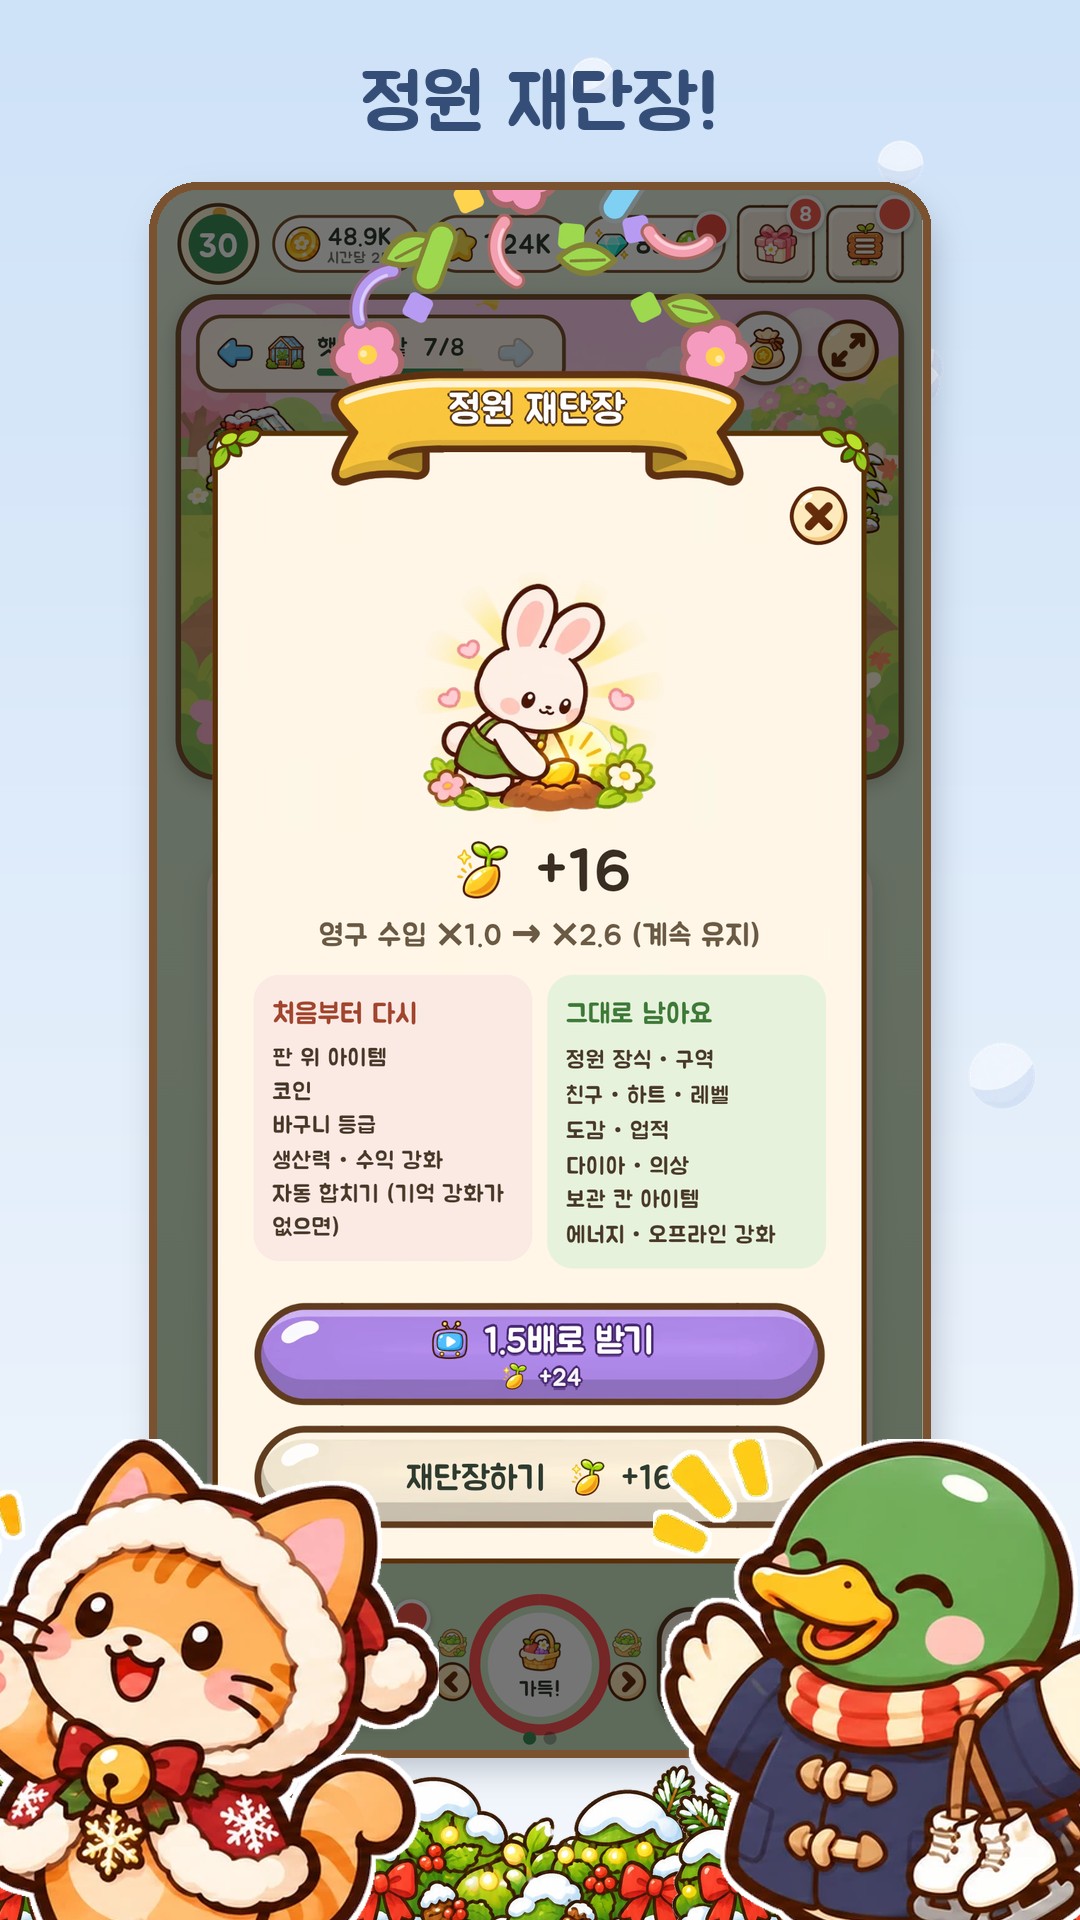 정원 재단장!
30
48.9K
시간당
24K
8
7/8
정원 재단장
+16
영구 수입 ×1.0 → ×2.6 (계속 유지)
처음부터 다시
판 위 아이템
코인
바구니 등급
생산력 • 수익 강화
자동 합치기 (기억 강화가
없으면)
그대로 남아요
정원 장식 • 구역
친구 • 하트 • 레벨
도감 • 업적
다이아 • 의상
보관 칸 아이템
에너지 • 오프라인 강화
1.5배로 받기
+24
재단장하기 +16
가득!